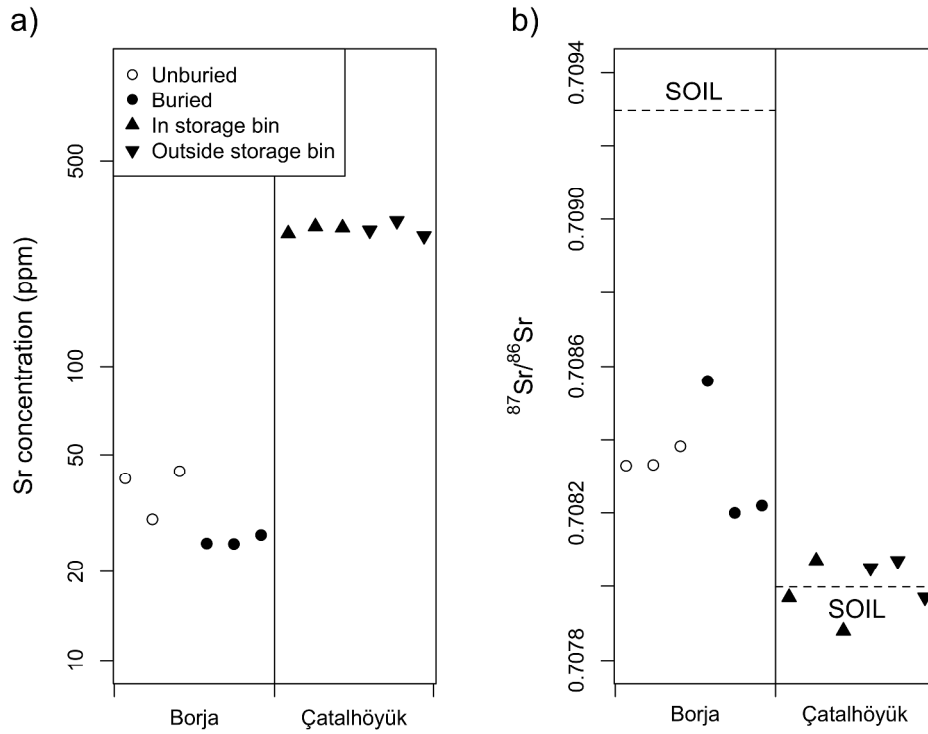 a)
Unburied
Buried
In storage bin
Outside storage bin
500
100
50
20
10
Sr concentration (ppm)
Borja
Çatalhöyük
b)
SOIL
0.7094
0.7090
0.7086
0.7082
0.7078
⁸⁷Sr/⁸⁶Sr
SOIL
Borja
Çatalhöyük